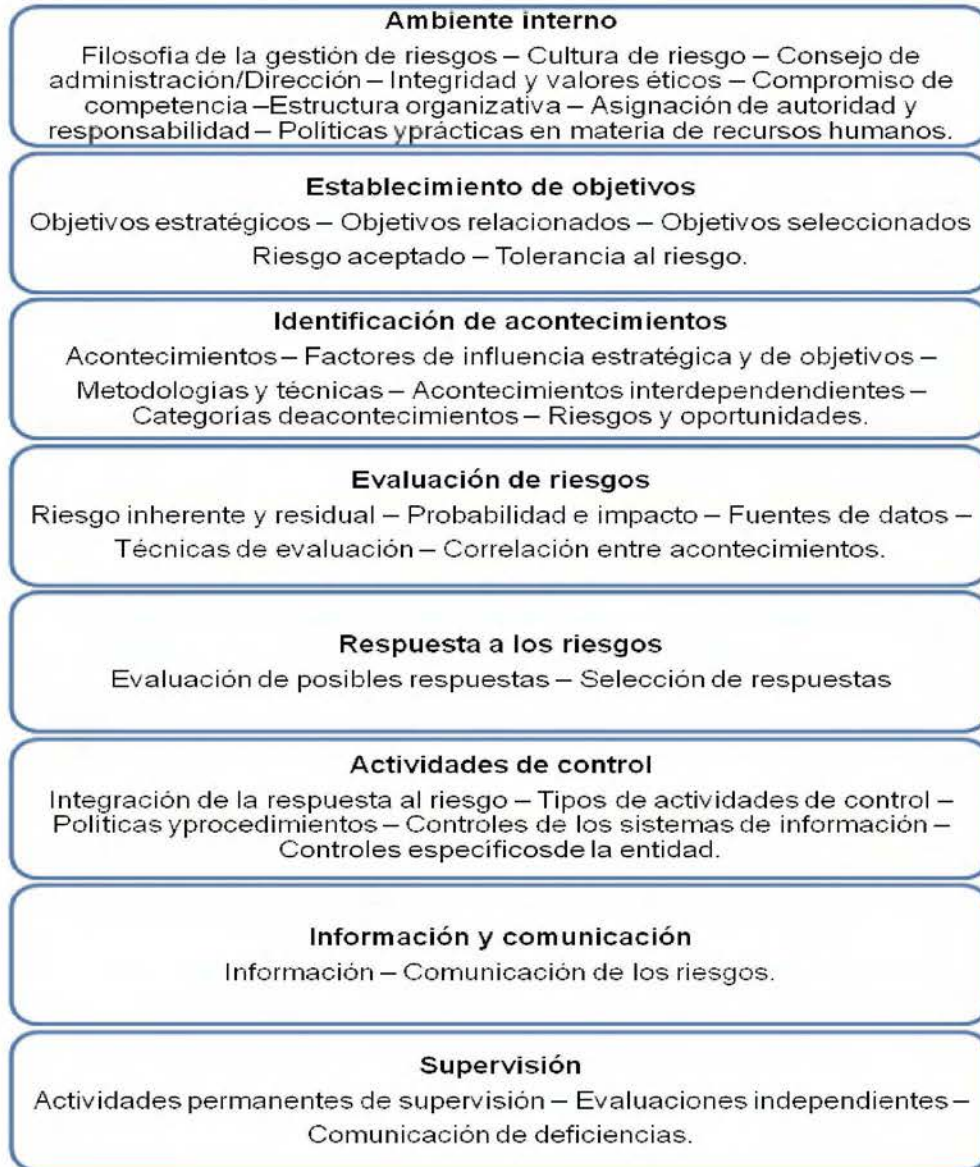 Ambiente interno
Filosofia de la gestión de riesgos – Cultura de riesgo – Consejo de
administración/Dirección – Integridad y valores éticos – Compromiso de
competencia –Estructura organizativa – Asignación de autoridad y
responsabilidad – Políticas yprácticas en materia de recursos humanos.
Establecimiento de objetivos
Objetivos estratégicos – Objetivos relacionados – Objetivos seleccionados
Riesgo aceptado – Tolerancia al riesgo.
Identificación de acontecimientos
Acontecimientos – Factores de influencia estratégica y de objetivos –
Metodologías y técnicas – Acontecimientos interdependendientes –
Categorías deacontecimientos – Riesgos y oportunidades.
Evaluación de riesgos
Riesgo inherente y residual – Probabilidad e impacto – Fuentes de datos –
Técnicas de evaluación – Correlación entre acontecimientos.
Respuesta a los riesgos
Evaluación de posibles respuestas – Selección de respuestas
Actividades de control
Integración de la respuesta al riesgo – Tipos de actividades de control –
Políticas yprocedimientos – Controles de los sistemas de información –
Controles específicosde la entidad.
Información y comunicación
Información – Comunicación de los riesgos.
Supervisión
Actividades permanentes de supervisión – Evaluaciones independientes –
Comunicación de deficiencias.